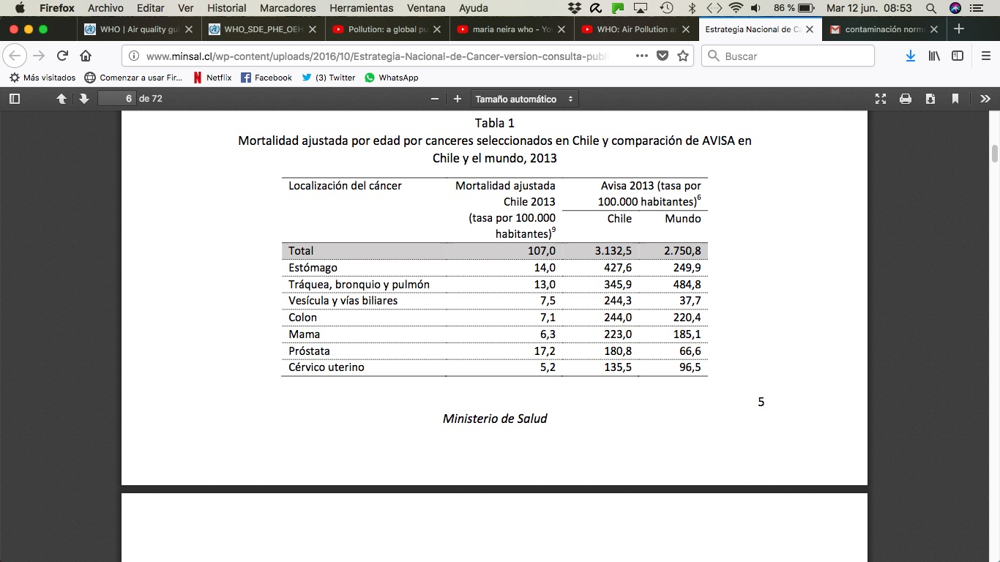 Firefox Archivo Editar Ver Historial Marcadores Herramientas Ventana Ayuda 86 % Mar 12 jun. 08:53
WHO | Air quality gu WHO_SDE_PHE_OEH Pollution: a global pu maria neira who - Yo WHO: Air Pollution a Estrategia Nacional de C contaminación norm
www.minsal.cl/wp-content/uploads/2016/10/Estrategia-Nacional-de-Cancer-version-consulta-publi Buscar
Más visitados Comenzar a usar Fir... Netflix Facebook (3) Twitter WhatsApp
6 de 72 Tamaño automático
Tabla 1
Mortalidad ajustada por edad por canceres seleccionados en Chile y comparación de AVISA en
Chile y el mundo, 2013
Localización del cáncer Mortalidad ajustada Avisa 2013 (tasa por
Chile 2013 100.000 habitantes)6
(tasa por 100.000 Chile Mundo
habitantes)9
Total 107,0 3.132,5 2.750,8
Estómago 14,0 427,6 249,9
Tráquea, bronquio y pulmón 13,0 345,9 484,8
Vesícula y vías biliares 7,5 244,3 37,7
Colon 7,1 244,0 220,4
Mama 6,3 223,0 185,1
Próstata 17,2 180,8 66,6
Cérvico uterino 5,2 135,5 96,5
5
Ministerio de Salud